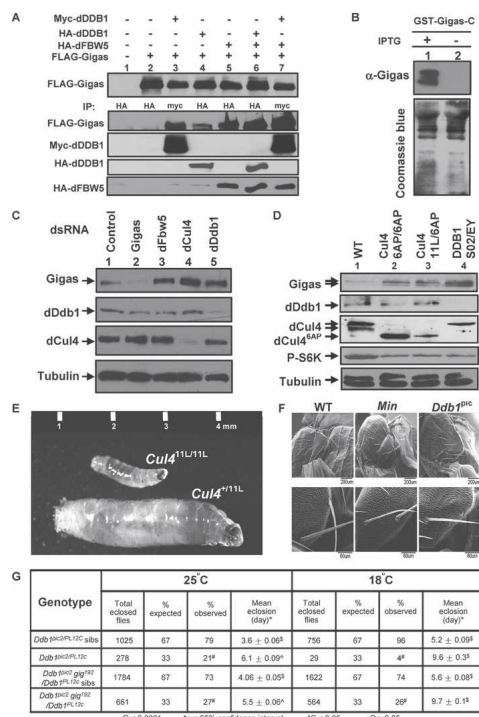 A
Myc-dDDB1 - - + - - - +
HA-dDDB1 - - - + - + -
HA-dFBW5 - - - - + + +
FLAG-Gigas - + + + + + +
1 2 3 4 5 6 7
FLAG-Gigas
IP: HA HA myc HA HA HA myc
FLAG-Gigas
Myc-dDDB1
HA-dDDB1
HA-dFBW5
B
GST-Gigas-C
IPTG + -
1 2
α-Gigas
Coomassie blue
C
dsRNA
Control Gigas dFbw5 dCul4 dDdb1
1 2 3 4 5
Gigas
dDdb1
dCul4
Tubulin
D
WT Cul4 6AP/6AP Cul4 11L/6AP DDB1 S02/EY
1 2 3 4
Gigas
dDdb1
dCul4
dCul4 6AP
P-S6K
Tubulin
E
1 2 3 4 mm
Cul4 11L/11L
Cul4 +/11L
F
WT Min Ddb1 pic
200um 200um 200um
60um 60um 60um
G
Genotype 25°C 18°C
Total eclosed flies % expected % observed Mean eclosion (day)* Total eclosed flies % expected % observed Mean eclosion (day)*
Ddb1 pic2/PL12C sibs 1025 67 79 3.6 ± 0.06$ 756 67 96 5.2 ± 0.09$
Ddb1 pic2/PL12c 278 33 21# 6.1 ± 0.09^ 29 33 4# 9.6 ± 0.3$
Ddb1 pic2 gig192 /Ddb1 PL12c sibs 1784 67 73 4.06 ± 0.05$ 1622 67 74 5.6 ± 0.08$
Ddb1 pic2 gig192 /Ddb1 PL12c 661 33 27# 5.5 ± 0.06^ 564 33 26# 9.7 ± 0.1$